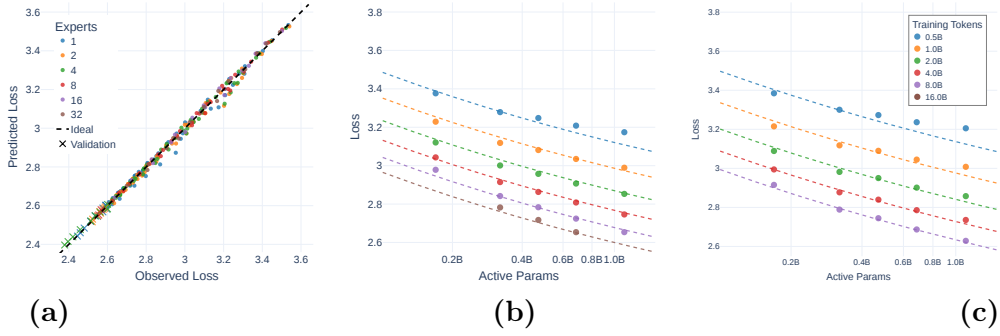 3.6
3.4
3.2
3
2.8
2.6
2.4
Predicted Loss
Experts
1
2
4
8
16
32
Ideal
Validation
2.4 2.6 2.8 3.0 3.2 3.4 3.6
Observed Loss
(a)
3.8
3.6
3.4
3.2
3.0
2.8
2.6
Loss
0.2B 0.4B 0.6B 0.8B 1.0B
Active Params
(b)
3.8
3.6
3.4
3.2
3.0
2.8
2.6
Loss
Training Tokens
0.5B
1.0B
2.0B
4.0B
8.0B
16.0B
0.2B 0.4B 0.6B 0.8B 1.0B
Active Params
(c)